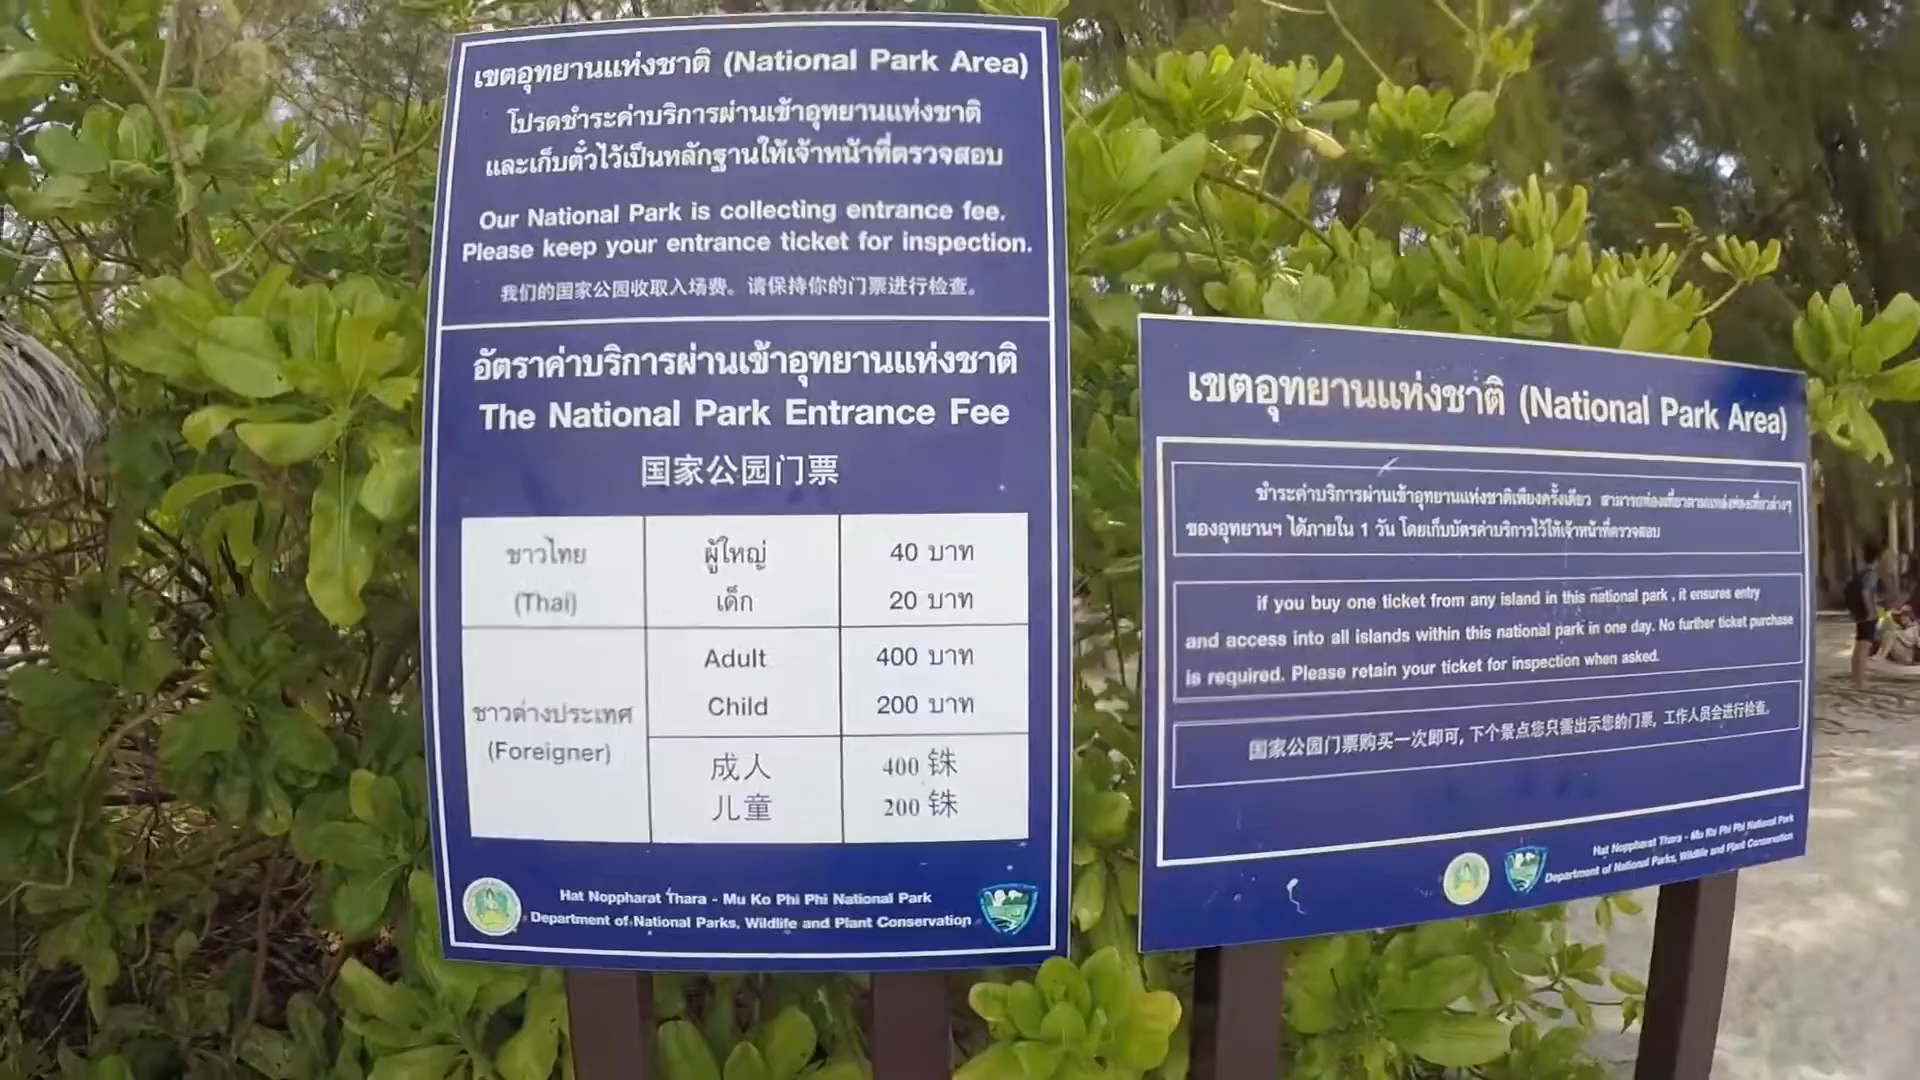 เขตอุทยานแห่งชาติ (National Park Area)
โปรดชำระค่าบริการผ่านเข้าอุทยานแห่งชาติ
และเก็บตั๋วไว้เป็นหลักฐานให้เจ้าหน้าที่ตรวจสอบ
Our National Park is collecting entrance fee.
Please keep your entrance ticket for inspection.
我们的国家公园收取入场费。请保持你的门票进行检查。
อัตราค่าบริการผ่านเข้าอุทยานแห่งชาติ
The National Park Entrance Fee
国家公园门票
ชาวไทย ผู้ใหญ่ 40 บาท
(Thai) เด็ก 20 บาท
Adult 400 บาท
Child 200 บาท
ชาวต่างประเทศ
(Foreigner)
成人 400 铢
儿童 200 铢
Hat Noppharat Thara - Mu Ko Phi Phi National Park
Department of National Parks, Wildlife and Plant Conservation
เขตอุทยานแห่งชาติ (National Park Area)
ชำระค่าบริการผ่านเข้าอุทยานแห่งชาติเพียงครั้งเดียว สามารถท่องเที่ยวตามแหล่งท่องเที่ยวต่างๆ
ของอุทยานฯ ได้ภายใน 1 วัน โดยเก็บบัตรค่าบริการไว้ให้เจ้าหน้าที่ตรวจสอบ
if you buy one ticket from any island in this national park , it ensures entry
and access into all islands within this national park in one day. No further ticket purchase
is required. Please retain your ticket for inspection when asked.
国家公园门票购买一次即可, 下个景点您只需出示您的门票, 工作人员会进行检查。
Hat Noppharat Thara - Mu Ko Phi Phi National Park
Department of National Parks, Wildlife and Plant Conservation